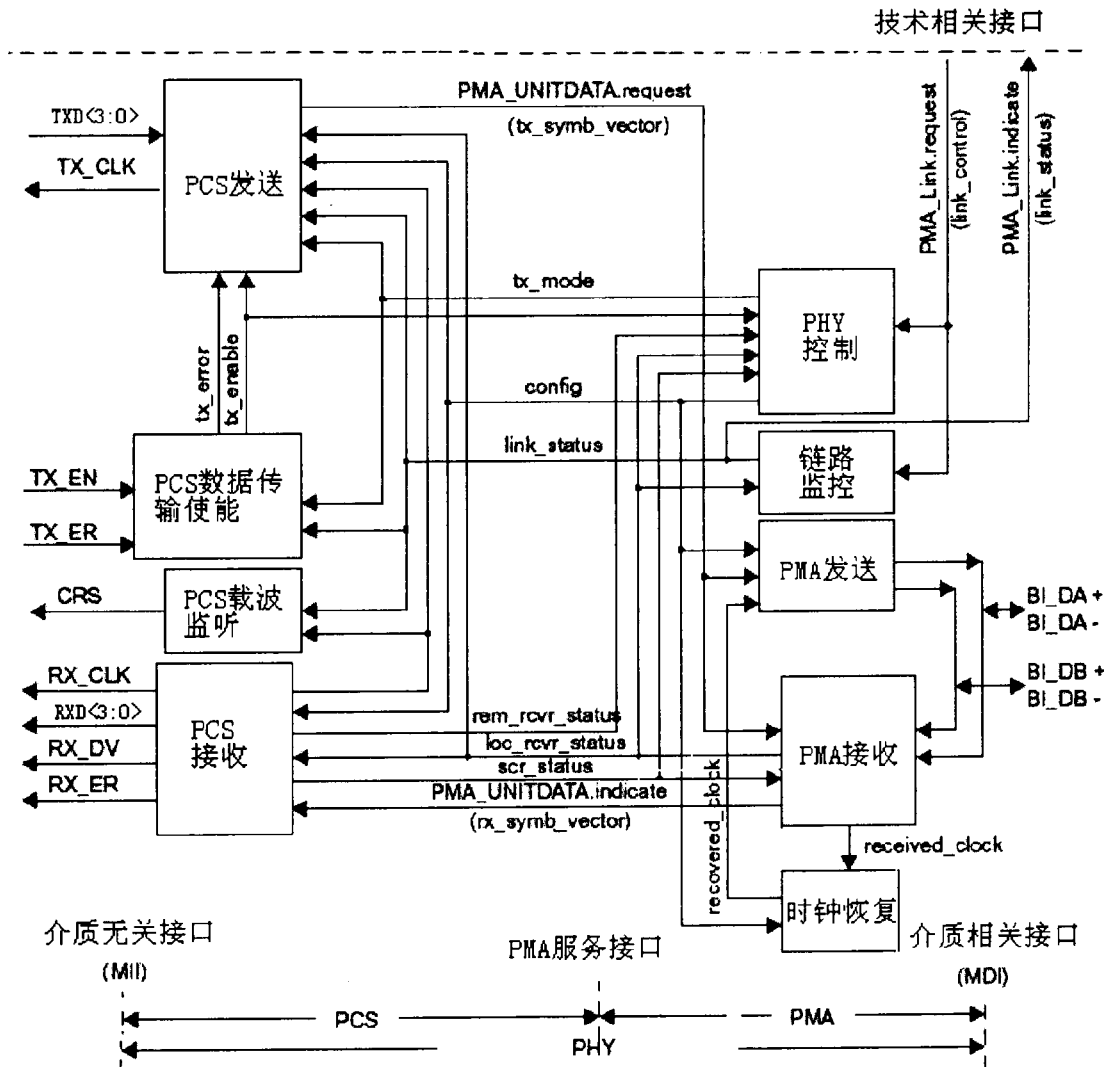 技术相关接口
PMA_UNITDATA.request
(tx_symb_vector)
TXD<3:0>
TX_CLK
PCS发送
PMA_Link.request
(link_control)
PMA_Link.indicate
(link_status)
tx_mode
PHY
控制
tx_error
tx_enable
config
link_status
链路
监控
TX_EN
TX_ER
PCS数据传
输使能
PMA发送
CRS
PCS载波
监听
BI_DA +
BI_DA -
BI_DB +
BI_DB -
RX_CLK
RXD<3:0>
RX_DV
RX_ER
PCS
接收
rem_rcvr_status
loc_rcvr_status
scr_status
PMA_UNITDATA.indicate
(rx_symb_vector)
PMA接收
recovered_clock
received_clock
时钟恢复
介质无关接口
(MII)
PMA服务接口
介质相关接口
(MDI)
PCS
PMA
PHY